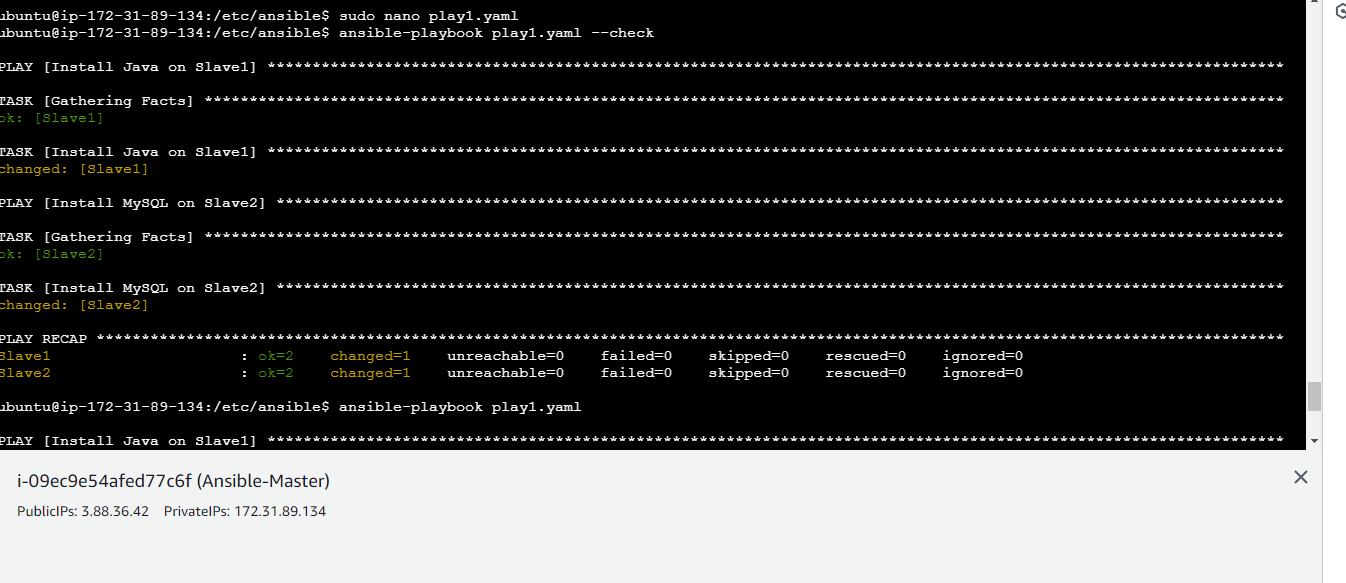 ubuntu@ip-172-31-89-134:/etc/ansible$ sudo nano play1.yaml
ubuntu@ip-172-31-89-134:/etc/ansible$ ansible-playbook play1.yaml --check
PLAY [Install Java on Slave1] *****************************************************************************************************************
TASK [Gathering Facts] ************************************************************************************************************************
ok: [Slave1]
TASK [Install Java on Slave1] *****************************************************************************************************************
changed: [Slave1]
PLAY [Install MySQL on Slave2] ****************************************************************************************************************
TASK [Gathering Facts] ************************************************************************************************************************
ok: [Slave2]
TASK [Install MySQL on Slave2] ****************************************************************************************************************
changed: [Slave2]
PLAY RECAP ************************************************************************************************************************************
Slave1                     : ok=2    changed=1    unreachable=0    failed=0    skipped=0    rescued=0    ignored=0
Slave2                     : ok=2    changed=1    unreachable=0    failed=0    skipped=0    rescued=0    ignored=0
ubuntu@ip-172-31-89-134:/etc/ansible$ ansible-playbook play1.yaml
PLAY [Install Java on Slave1] *****************************************************************************************************************
i-09ec9e54afed77c6f (Ansible-Master)
PublicIPs: 3.88.36.42    PrivateIPs: 172.31.89.134